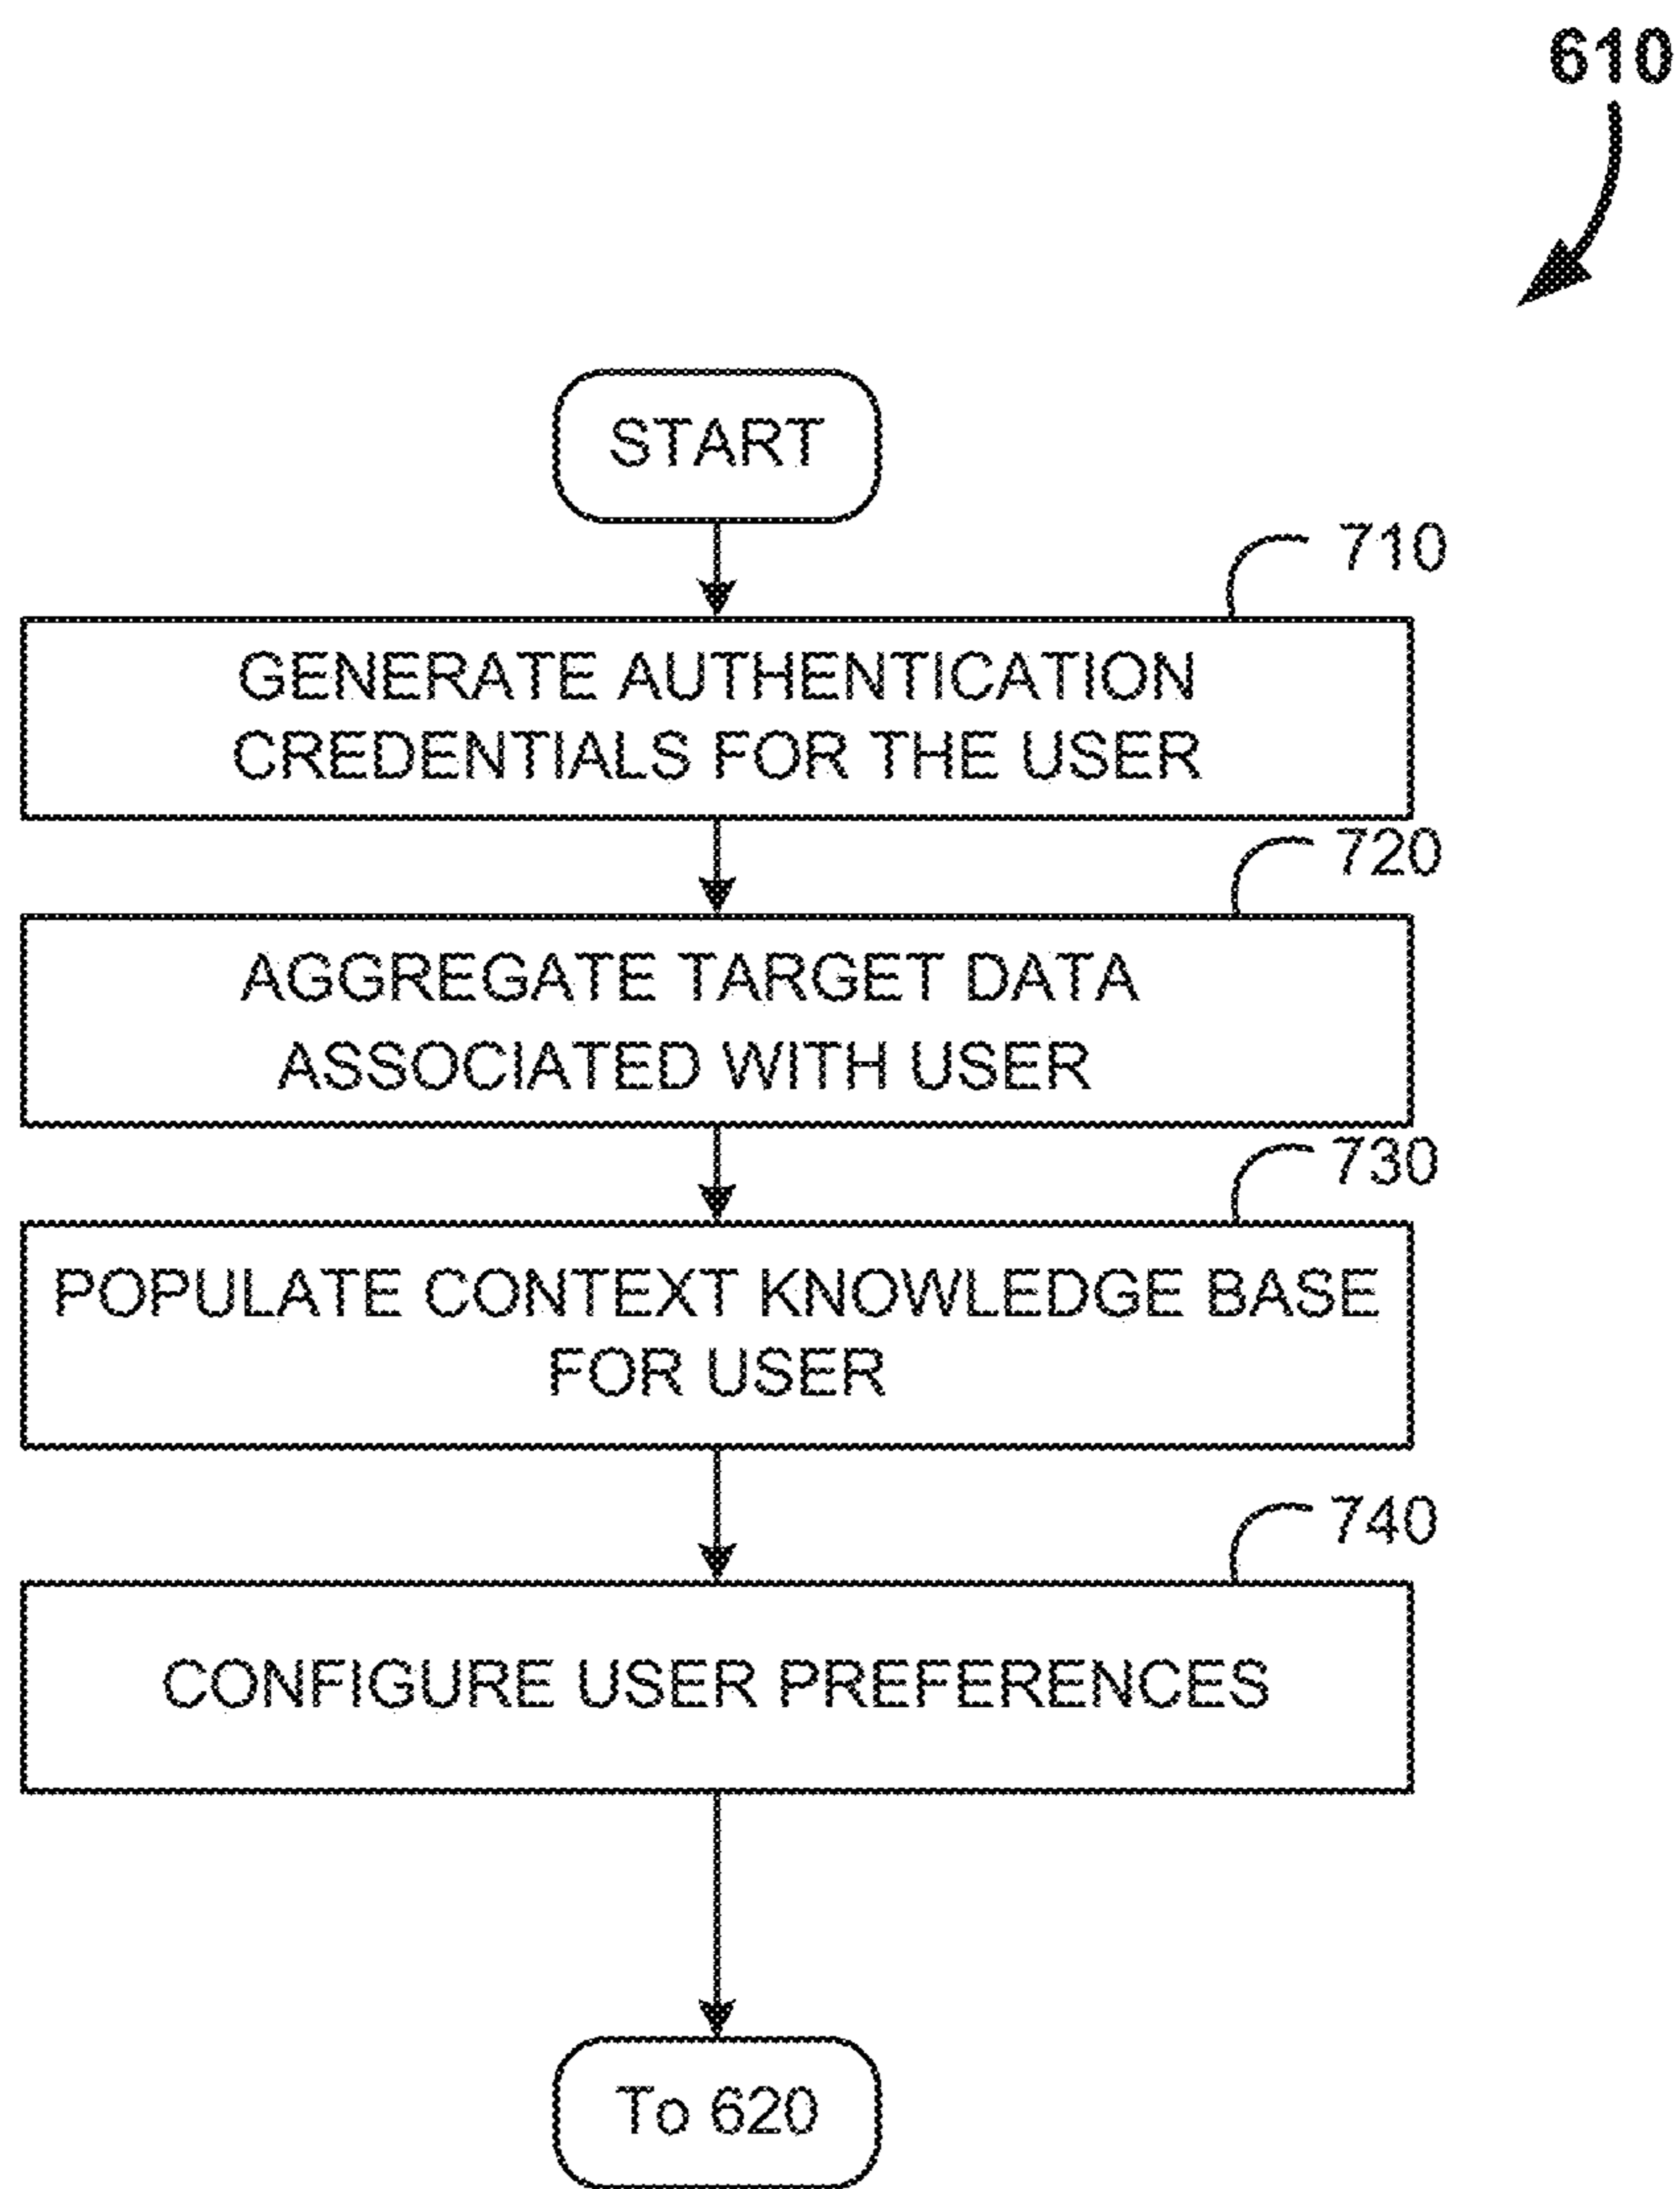 610
START
710
GENERATE AUTHENTICATION
CREDENTIALS FOR THE USER
720
AGGREGATE TARGET DATA
ASSOCIATED WITH USER
730
POPULATE CONTEXT KNOWLEDGE BASE
FOR USER
740
CONFIGURE USER PREFERENCES
To 620